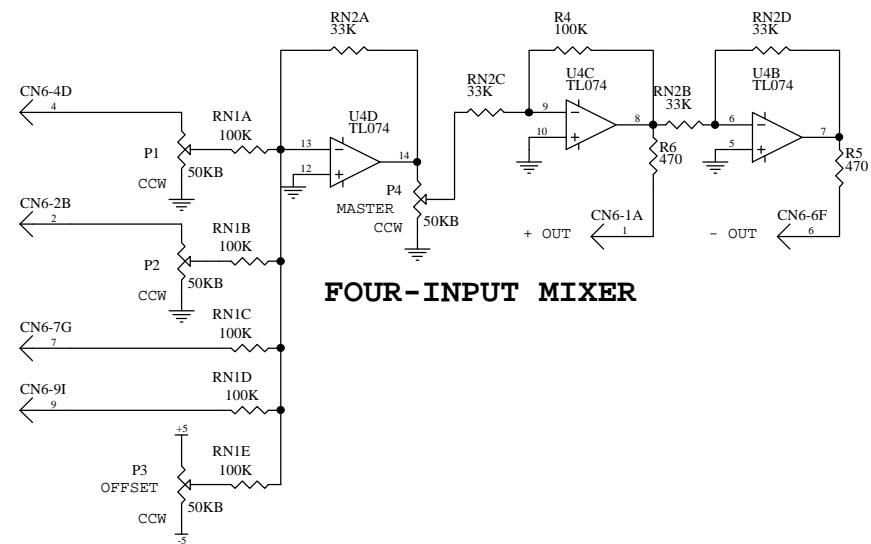 RN2A
33K
R4
100K
RN2D
33K
CN6-4D
4
RN1A
100K
U4D
TL074
13
12
14
RN2C
33K
U4C
TL074
9
10
8
RN2B
33K
U4B
TL074
6
5
7
P1
50KB
CCW
R6
470
R5
470
P4
MASTER
50KB
CCW
CN6-2B
2
RN1B
100K
+ OUT
CN6-1A
1
- OUT
CN6-6F
6
P2
50KB
CCW
FOUR-INPUT MIXER
CN6-7G
7
RN1C
100K
CN6-9I
9
RN1D
100K
+5
RN1E
100K
P3
OFFSET
50KB
CCW
-5